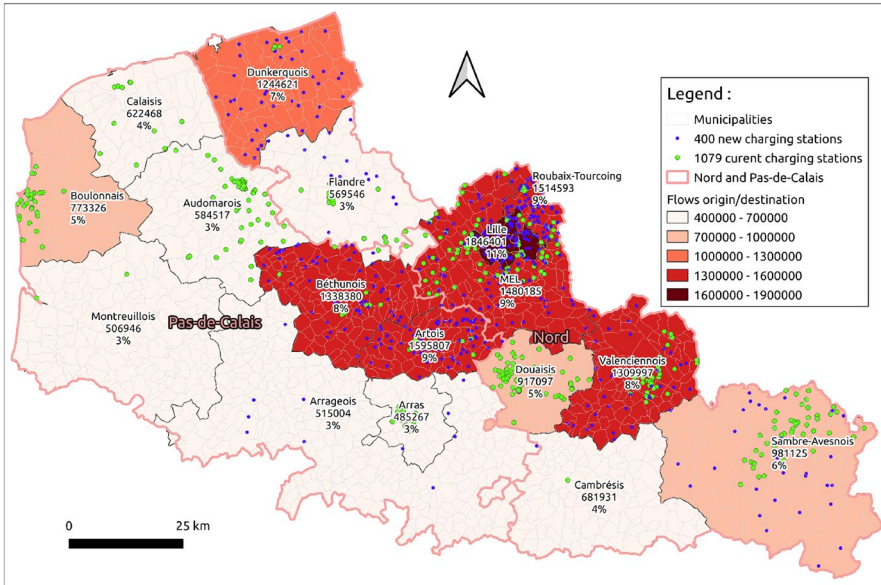 Dunkerquois
1244621
7%
Calaisis
622468
4%
Boulonnais
773326
5%
Audomarois
584517
3%
Flandre
569546
3%
Roubaix-Tourcoing
1514593
9%
Lille
1846401
11%
MEL
1480185
9%
Béthunois
1338380
8%
Montreuillois
506946
3%
Pas-de-Calais
Artois
1595807
9%
Nord
Douaisis
917097
5%
Valenciennois
1309997
8%
Arrageois
515004
3%
Arras
485267
3%
Sambre-Avesnois
981125
6%
Cambrésis
681931
4%
0 25 km
Legend :
Municipalities
400 new charging stations
1079 curent charging stations
Nord and Pas-de-Calais
Flows origin/destination
400000 - 700000
700000 - 1000000
1000000 - 1300000
1300000 - 1600000
1600000 - 1900000